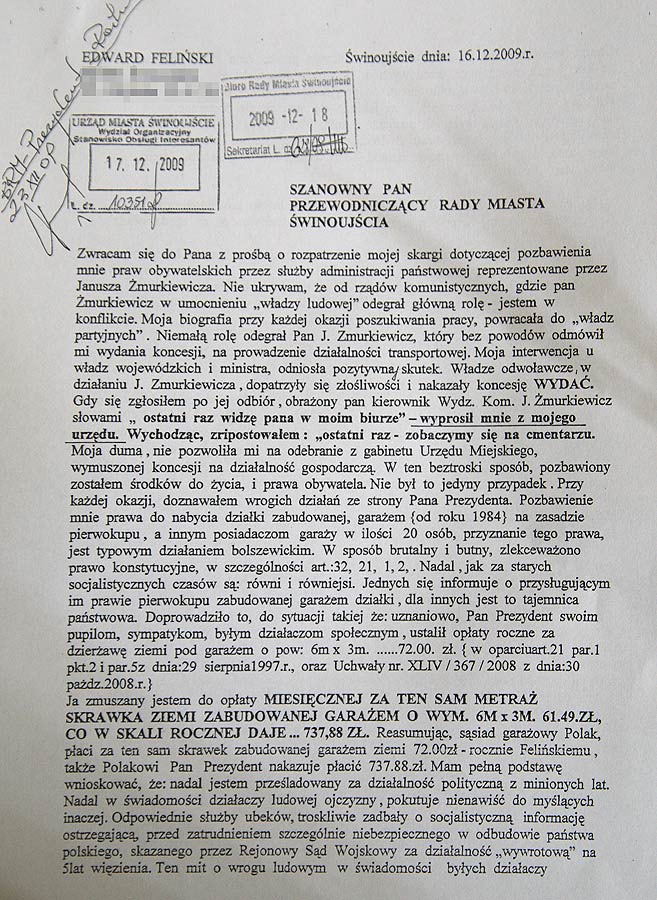 EDWARD FELIŃSKI
Świnoujście dnia: 16.12.2009.r.
Biuro Rady Miasta Świnoujście
2009 -12- 18
Sekretariat L.
URZĄD MIASTA ŚWINOUJŚCIE
Wydział Organizacyjny
Stanowisko Obsługi Interesantów
17. 12. /2009
L. dz. 10351
BRM - Prezydent
23 XII 09
SZANOWNY PAN
PRZEWODNICZĄCY RADY MIASTA
ŚWINOUJŚCIA
Zwracam się do Pana z prośbą o rozpatrzenie mojej skargi dotyczącej pozbawienia
mnie praw obywatelskich przez służby administracji państwowej reprezentowane przez
Janusza Żmurkiewicza. Nie ukrywam, że od rządów komunistycznych, gdzie pan
Żmurkiewicz w umocnieniu „władzy ludowej” odegrał główną rolę - jestem w
konflikcie. Moja biografia przy każdej okazji poszukiwania pracy, powracała do „władz
partyjnych” . Niemałą rolę odegrał Pan J. Zmurkiewicz, który bez powodów odmówił
mi wydania koncesji, na prowadzenie działalności transportowej. Moja interwencja u
władz wojewódzkich i ministra, odniosła pozytywna/skutek. Władze odwoławcze, w
działaniu J. Zmurkiewicza , dopatrzyły się złośliwości i nakazały koncesję WYDAĆ.
Gdy się zgłosiłem po jej odbiór , obrażony pan kierownik Wydz. Kom. J. Żmurkiewicz
słowami „ ostatni raz widzę pana w moim biurze” – wyprosił mnie z mojego
urzędu. Wychodząc, zripostowałem : „ostatni raz - zobaczymy się na cmentarzu.
Moja duma , nie pozwoliła mi na odebranie z gabinetu Urzędu Miejskiego,
wymuszonej koncesji na działalność gospodarczą. W ten beztroski sposób, pozbawiony
zostałem środków do życia, i prawa obywatela. Nie był to jedyny przypadek . Przy
każdej okazji, doznawałem wrogich działań ze strony Pana Prezydenta. Pozbawienie
mnie prawa do nabycia działki zabudowanej, garażem {od roku 1984} na zasadzie
pierwokupu , a innym posiadaczom garaży w ilości 20 osób, przyznanie tego prawa,
jest typowym działaniem bolszewickim. W sposób brutalny i butny, zlekceważono
prawo konstytucyjne, w szczególności art.:32, 21, 1, 2, . Nadal , jak za starych
socjalistycznych czasów są: równi i równiejsi. Jednych się informuje o przysługującym
im prawie pierwokupu zabudowanej garażem działki , dla innych jest to tajemnica
państwowa. Doprowadziło to, do sytuacji takiej że: uznaniowo, Pan Prezydent swoim
pupilom, sympatykom, byłym działaczom społecznym , ustalił opłaty roczne za
dzierżawę ziemi pod garażem o pow: 6m x 3m. ......72.00. zł. { w oparciuart.21 par.1
pkt.2 i par.5z dnia:29 sierpnia1997.r., oraz Uchwały nr. XLIV / 367 / 2008 z dnia:30
paźdz.2008.r.}
Ja zmuszany jestem do opłaty MIESIĘCZNEJ ZA TEN SAM METRAŻ
SKRAWKA ZIEMI ZABUDOWANEJ GARAŻEM O WYM. 6M x 3M. 61.49.ZŁ,
CO W SKALI ROCZNEJ DAJE ... 737,88 ZŁ. Reasumując, sąsiad garażowy Polak,
płaci za ten sam skrawek zabudowanej garażem ziemi 72.00zł - rocznie Felińskiemu ,
także Polakowi Pan Prezydent nakazuje płacić 737.88.zł. Mam pełną podstawę
wnioskować, że: nadal jestem prześladowany za działalność polityczną z minionych lat.
Nadal w świadomości działaczy ludowej ojczyzny , pokutuje nienawiść do myślących
inaczej. Odpowiednie służby ubeków, troskliwie zadbały o socjalistyczną informację
ostrzegającą, przed zatrudnieniem szczególnie niebezpiecznego w odbudowie państwa
polskiego, skazanego przez Rejonowy Sąd Wojskowy za działalność „wywrotową” na
5lat więzienia. Ten mit o wrogu ludowym w świadomości byłych działaczy